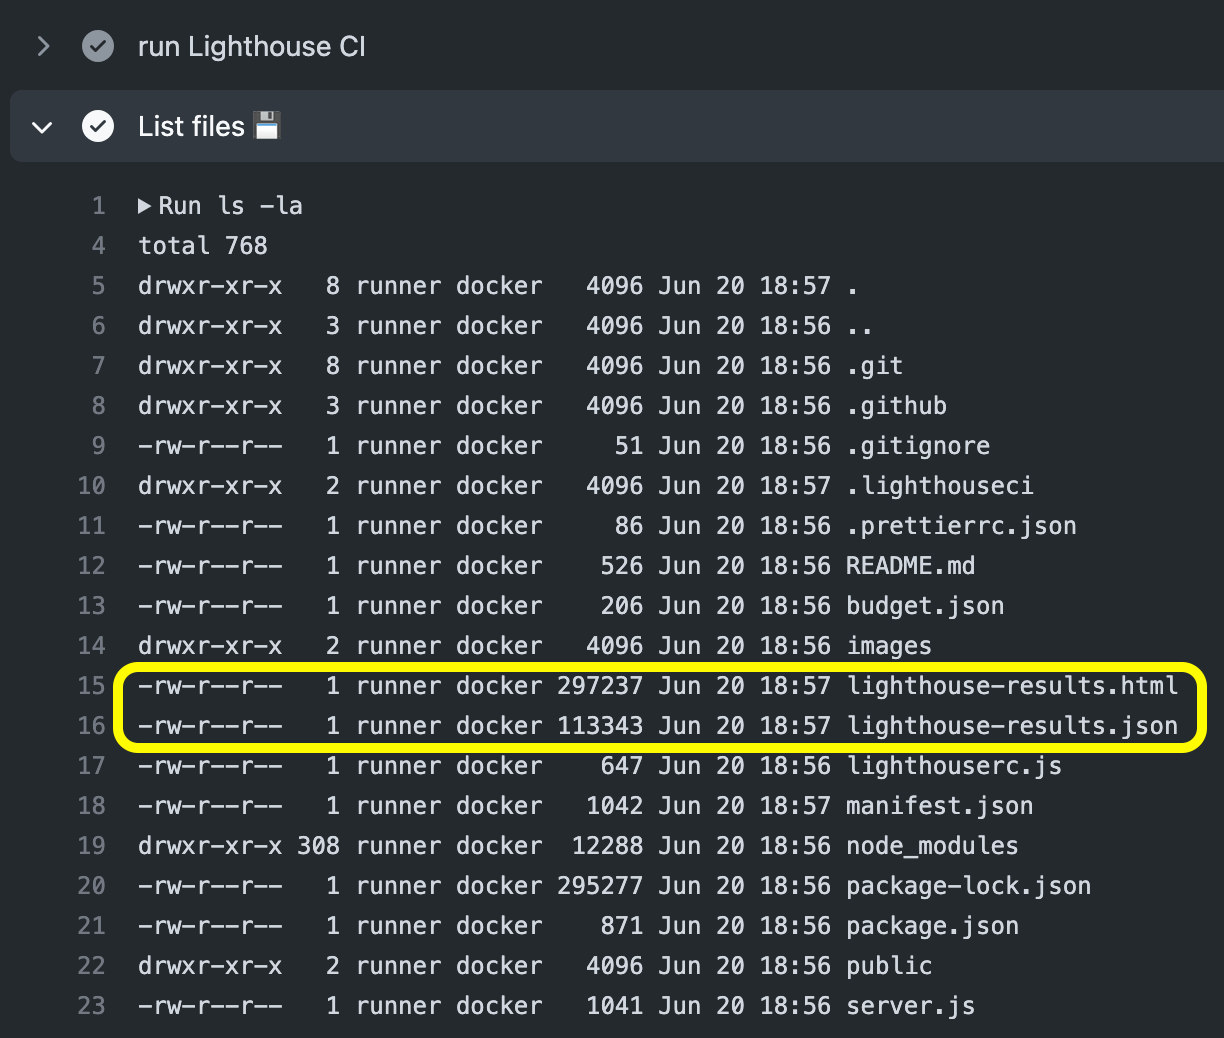 run Lighthouse CI
List files 💾
1 ▶ Run ls -la
4 total 768
5 drwxr-xr-x   8 runner docker   4096 Jun 20 18:57 .
6 drwxr-xr-x   3 runner docker   4096 Jun 20 18:56 ..
7 drwxr-xr-x   8 runner docker   4096 Jun 20 18:56 .git
8 drwxr-xr-x   3 runner docker   4096 Jun 20 18:56 .github
9 -rw-r--r--   1 runner docker     51 Jun 20 18:56 .gitignore
10 drwxr-xr-x   2 runner docker   4096 Jun 20 18:57 .lighthouseci
11 -rw-r--r--   1 runner docker     86 Jun 20 18:56 .prettierrc.json
12 -rw-r--r--   1 runner docker    526 Jun 20 18:56 README.md
13 -rw-r--r--   1 runner docker    206 Jun 20 18:56 budget.json
14 drwxr-xr-x   2 runner docker   4096 Jun 20 18:56 images
15 -rw-r--r--   1 runner docker 297237 Jun 20 18:57 lighthouse-results.html
16 -rw-r--r--   1 runner docker 113343 Jun 20 18:57 lighthouse-results.json
17 -rw-r--r--   1 runner docker    647 Jun 20 18:56 lighthouserc.js
18 -rw-r--r--   1 runner docker   1042 Jun 20 18:57 manifest.json
19 drwxr-xr-x 308 runner docker  12288 Jun 20 18:56 node_modules
20 -rw-r--r--   1 runner docker 295277 Jun 20 18:56 package-lock.json
21 -rw-r--r--   1 runner docker    871 Jun 20 18:56 package.json
22 drwxr-xr-x   2 runner docker   4096 Jun 20 18:56 public
23 -rw-r--r--   1 runner docker   1041 Jun 20 18:56 server.js